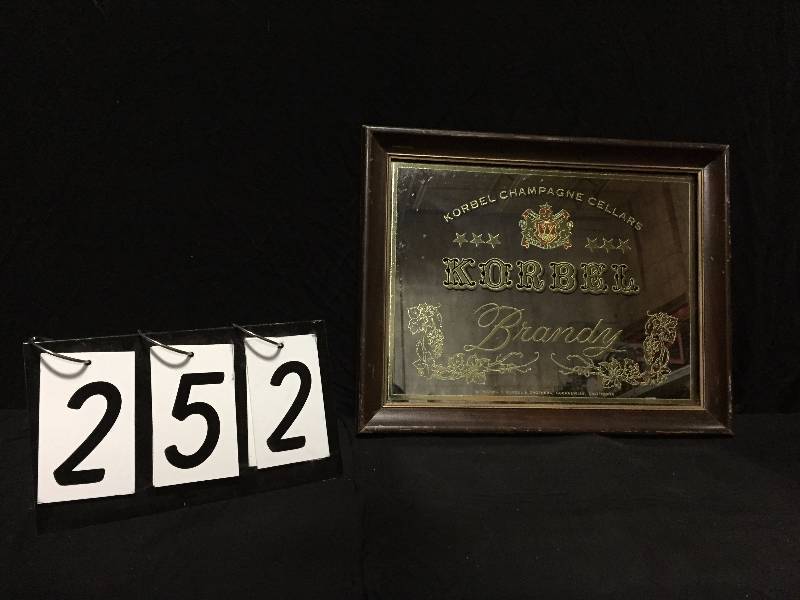 252
KORBEL CHAMPAGNE CELLARS
KORBEL
Brandy